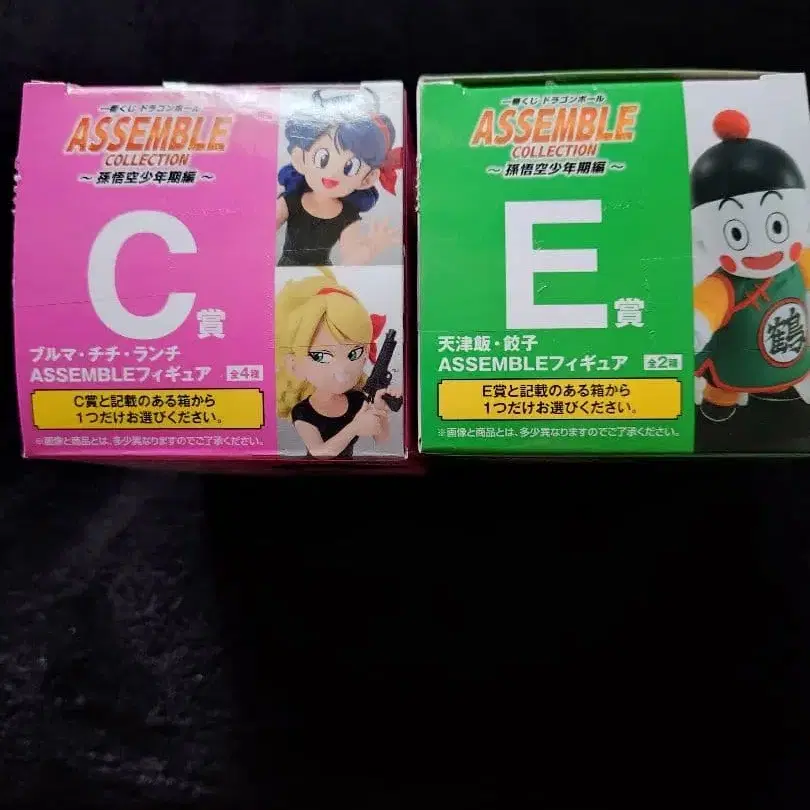 一番くじ ドラゴンボール
ASSEMBLE
COLLECTION
～孫悟空少年期編～
C賞
ブルマ・チチ・ランチ
ASSEMBLEフィギュア 全4種
C賞と記載のある箱から
1つだけお選びください。
※画像と商品とは、多少異なりますのでご了承ください。
一番くじ ドラゴンボール
ASSEMBLE
COLLECTION
～孫悟空少年期編～
E賞
天津飯・餃子
ASSEMBLEフィギュア 全2種
E賞と記載のある箱から
1つだけお選びください。
※画像と商品とは、多少異なりますのでご了承ください。
鶴